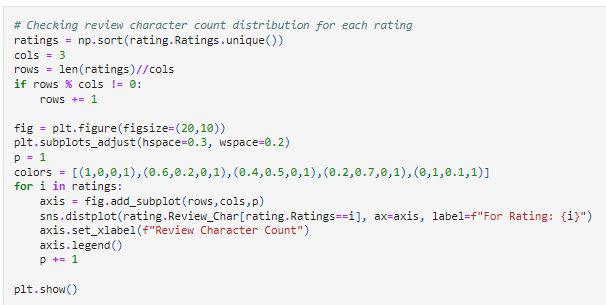 # Checking review character count distribution for each rating
ratings = np.sort(rating.Ratings.unique())
cols = 3
rows = len(ratings)//cols
if rows % cols != 0:
    rows += 1

fig = plt.figure(figsize=(20,10))
plt.subplots_adjust(hspace=0.3, wspace=0.2)
p = 1
colors = [(1,0,0,1),(0.6,0.2,0,1),(0.4,0.5,0,1),(0.2,0.7,0,1),(0,1,0.1,1)]
for i in ratings:
    axis = fig.add_subplot(rows,cols,p)
    sns.distplot(rating.Review_Char[rating.Ratings==i], ax=axis, label=f"For Rating: {i}")
    axis.set_xlabel(f"Review Character Count")
    axis.legend()
    p += 1

plt.show()